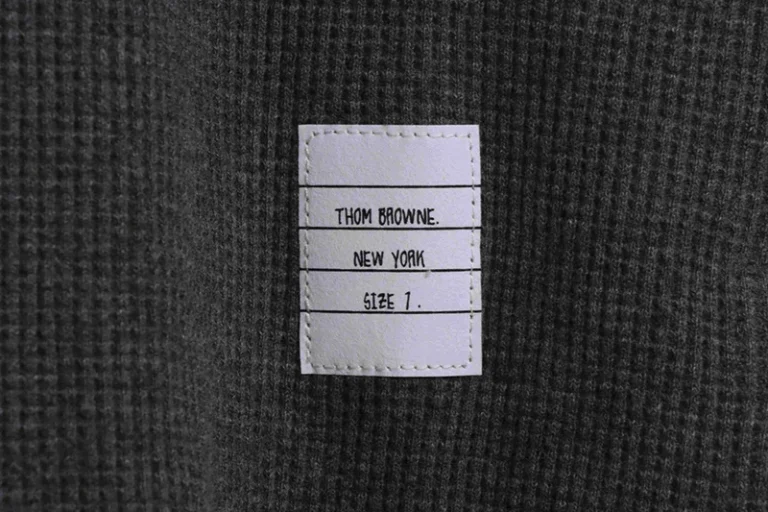 THOM BROWNE.
NEW YORK
SIZE 1.